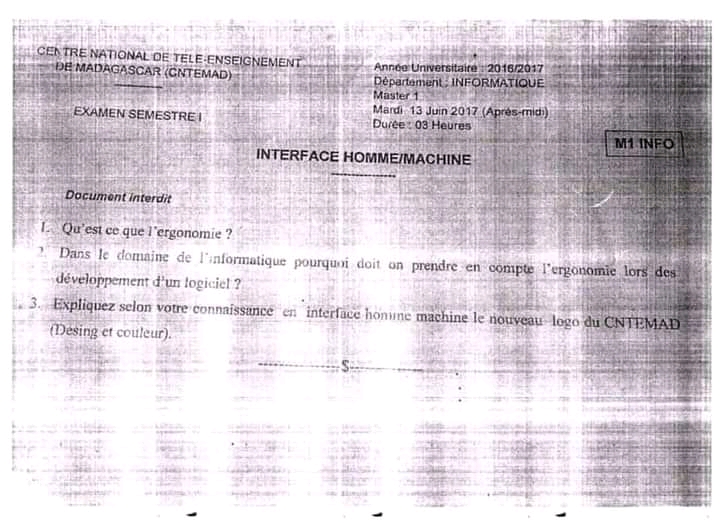 CENTRE NATIONAL DE TELE-ENSEIGNEMENT
DE MADAGASCAR (CNTEMAD)
EXAMEN SEMESTRE I
Année Universitaire : 2016/2017
Département : INFORMATIQUE
Master 1
Mardi 13 Juin 2017 (Après-midi)
Durée : 03 Heures
M1 INFO
INTERFACE HOMME/MACHINE
Document interdit
1. Qu'est ce que l'ergonomie ?
2. Dans le domaine de l'informatique pourquoi doit on prendre en compte l'ergonomie lors des
développement d'un logiciel ?
3. Expliquez selon votre connaissance en interface homme machine le nouveau logo du CNTEMAD
(Desing et couleur).
----------------S----------------